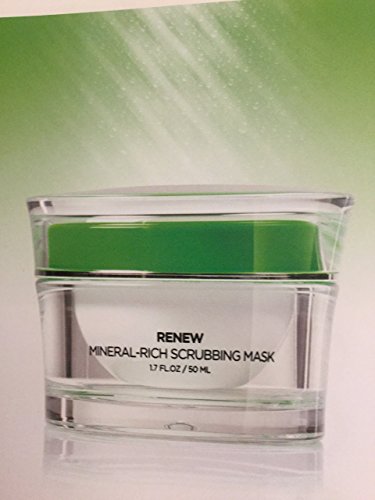 RENEW
MINERAL-RICH SCRUBBING MASK
1.7 FL.OZ / 50 ML